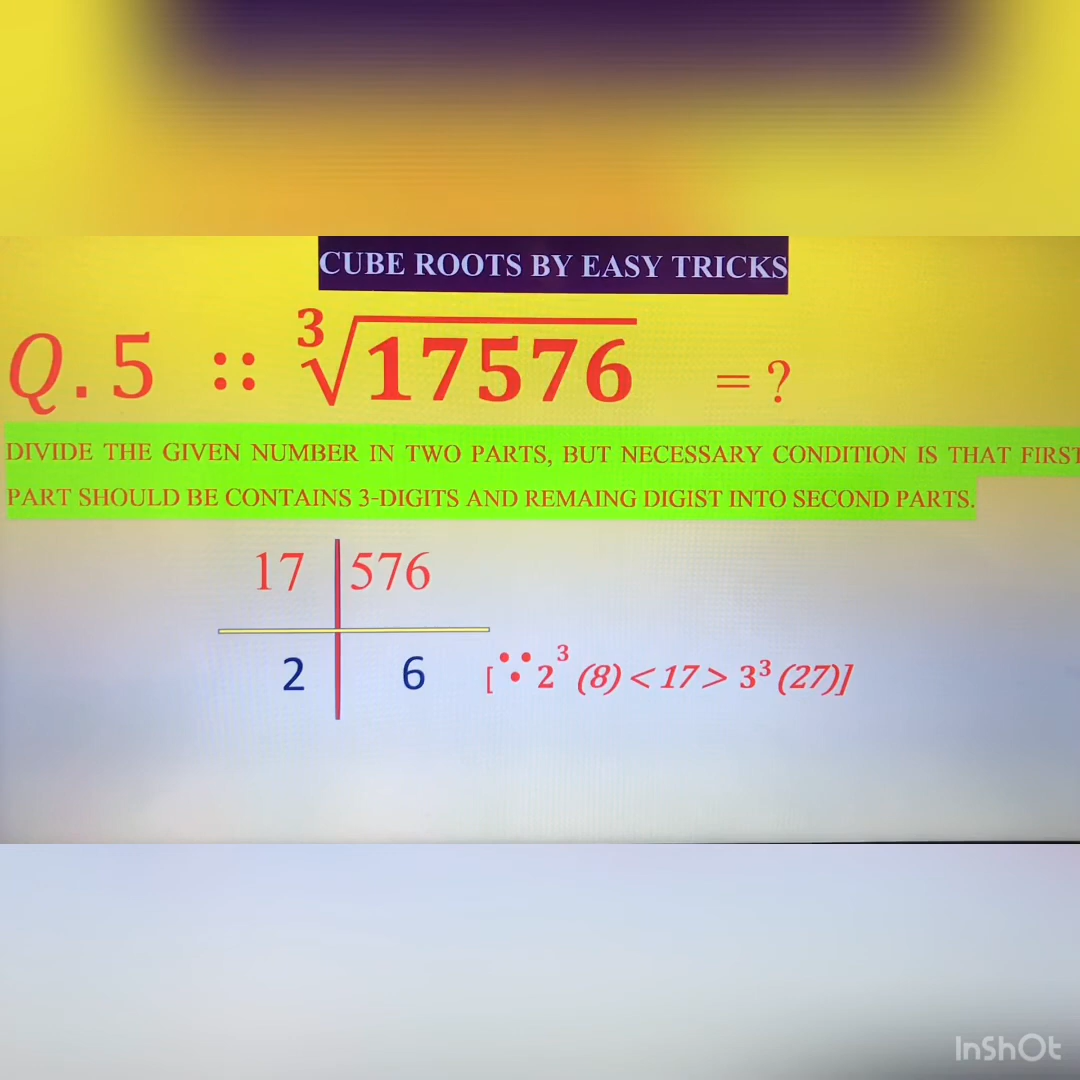 CUBE ROOTS BY EASY TRICKS
Q.5 :: ∛17576 = ?
DIVIDE THE GIVEN NUMBER IN TWO PARTS, BUT NECESSARY CONDITION IS THAT FIRST
PART SHOULD BE CONTAINS 3-DIGITS AND REMAING DIGIST INTO SECOND PARTS.
17 | 576
2 | 6 [∵ 2³ (8) < 17 > 3³ (27)]
InShOt